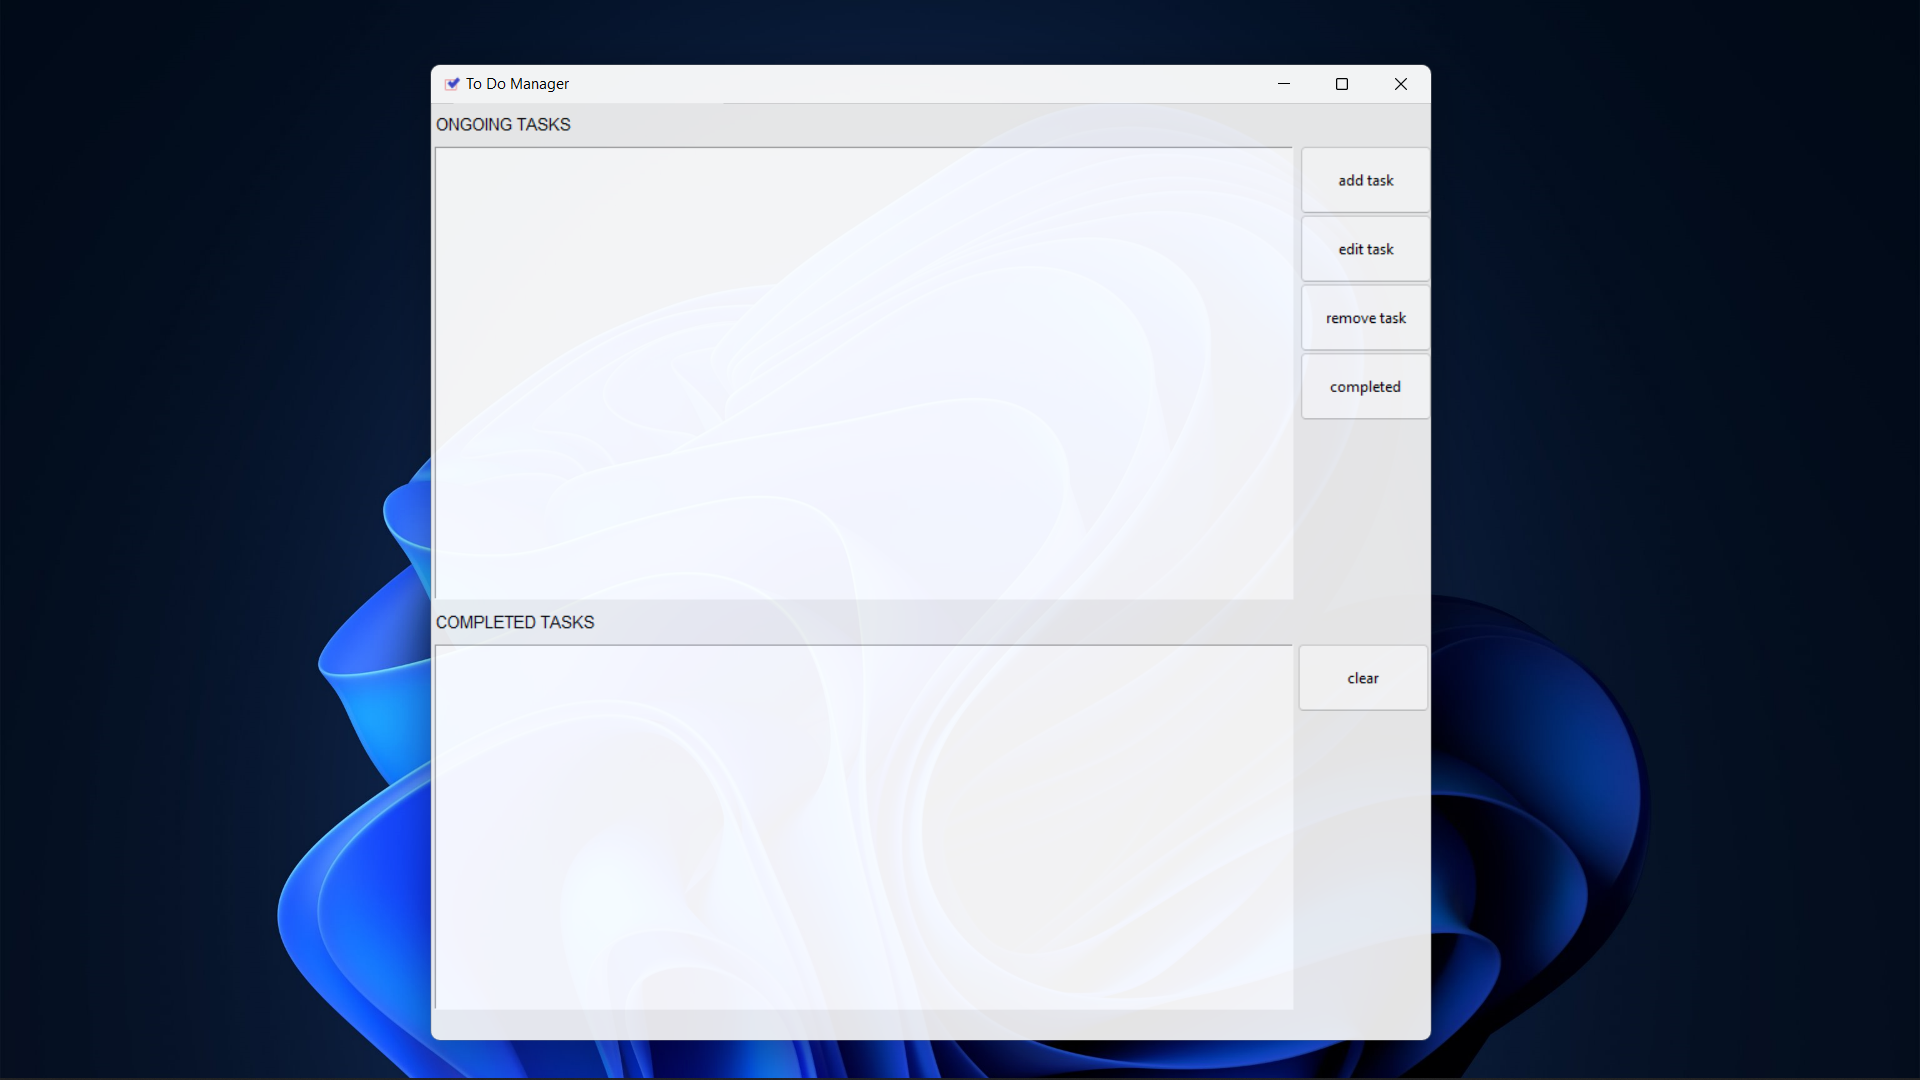 To Do Manager
ONGOING TASKS
add task
edit task
remove task
completed
COMPLETED TASKS
clear